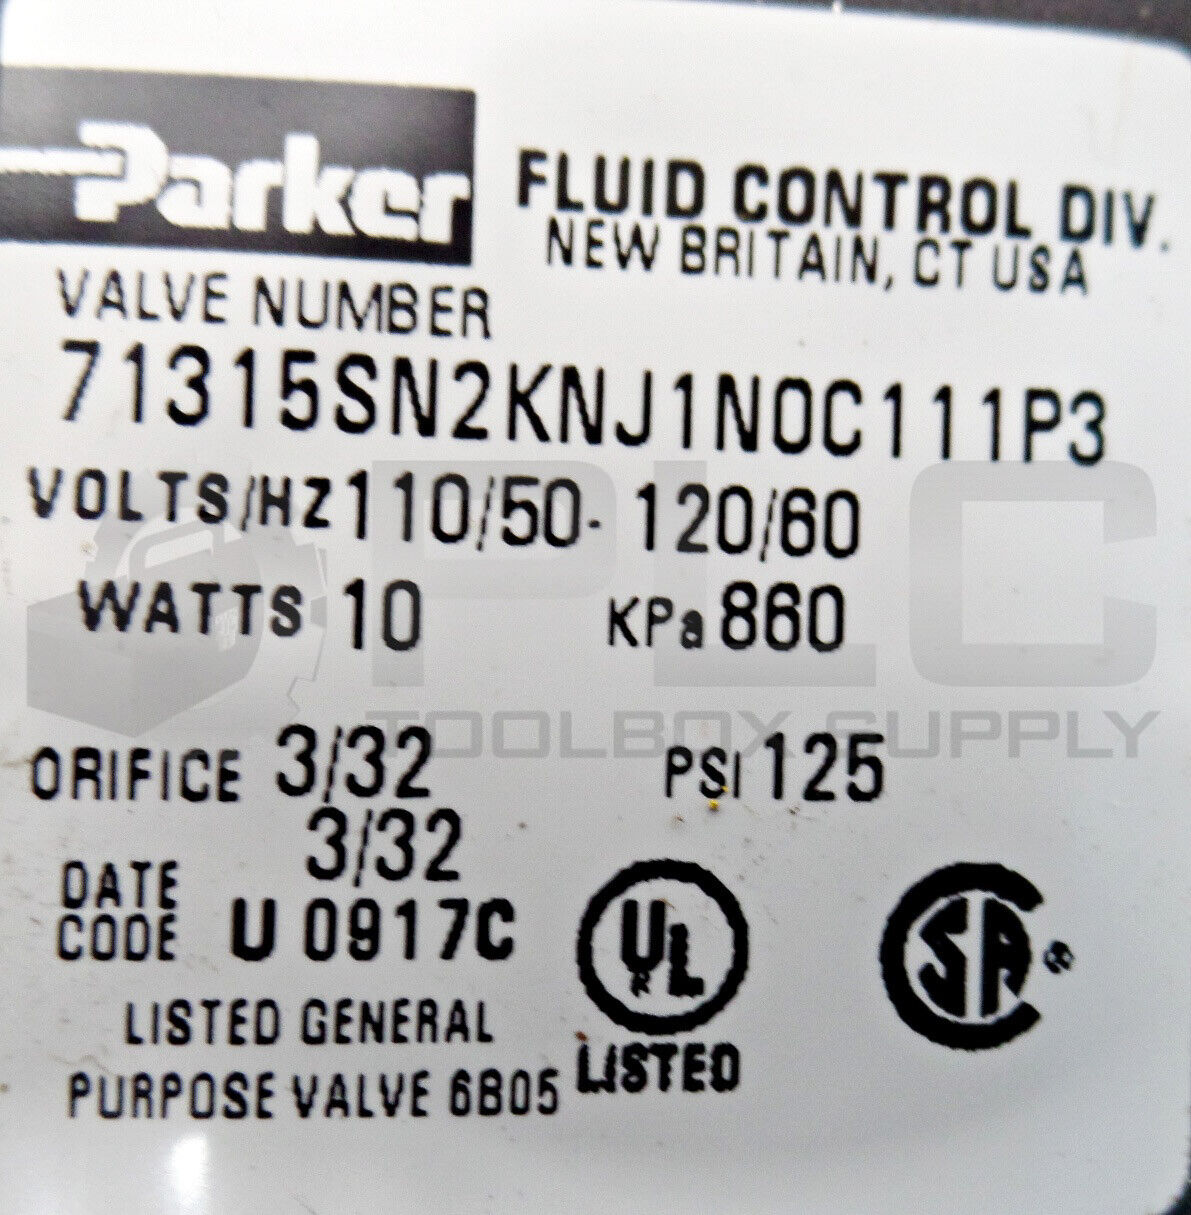 Parker
FLUID CONTROL DIV.
NEW BRITAIN, CT USA
VALVE NUMBER
71315SN2KNJ1N0C111P3
VOLTS/HZ 110/50- 120/60
WATTS 10 KPa 860
PLC
TOOLBOX SUPPLY
ORIFICE 3/32 PSI 125
3/32
DATE
CODE U 0917C
UL
R
LISTED
SA ®
LISTED GENERAL
PURPOSE VALVE 6B05